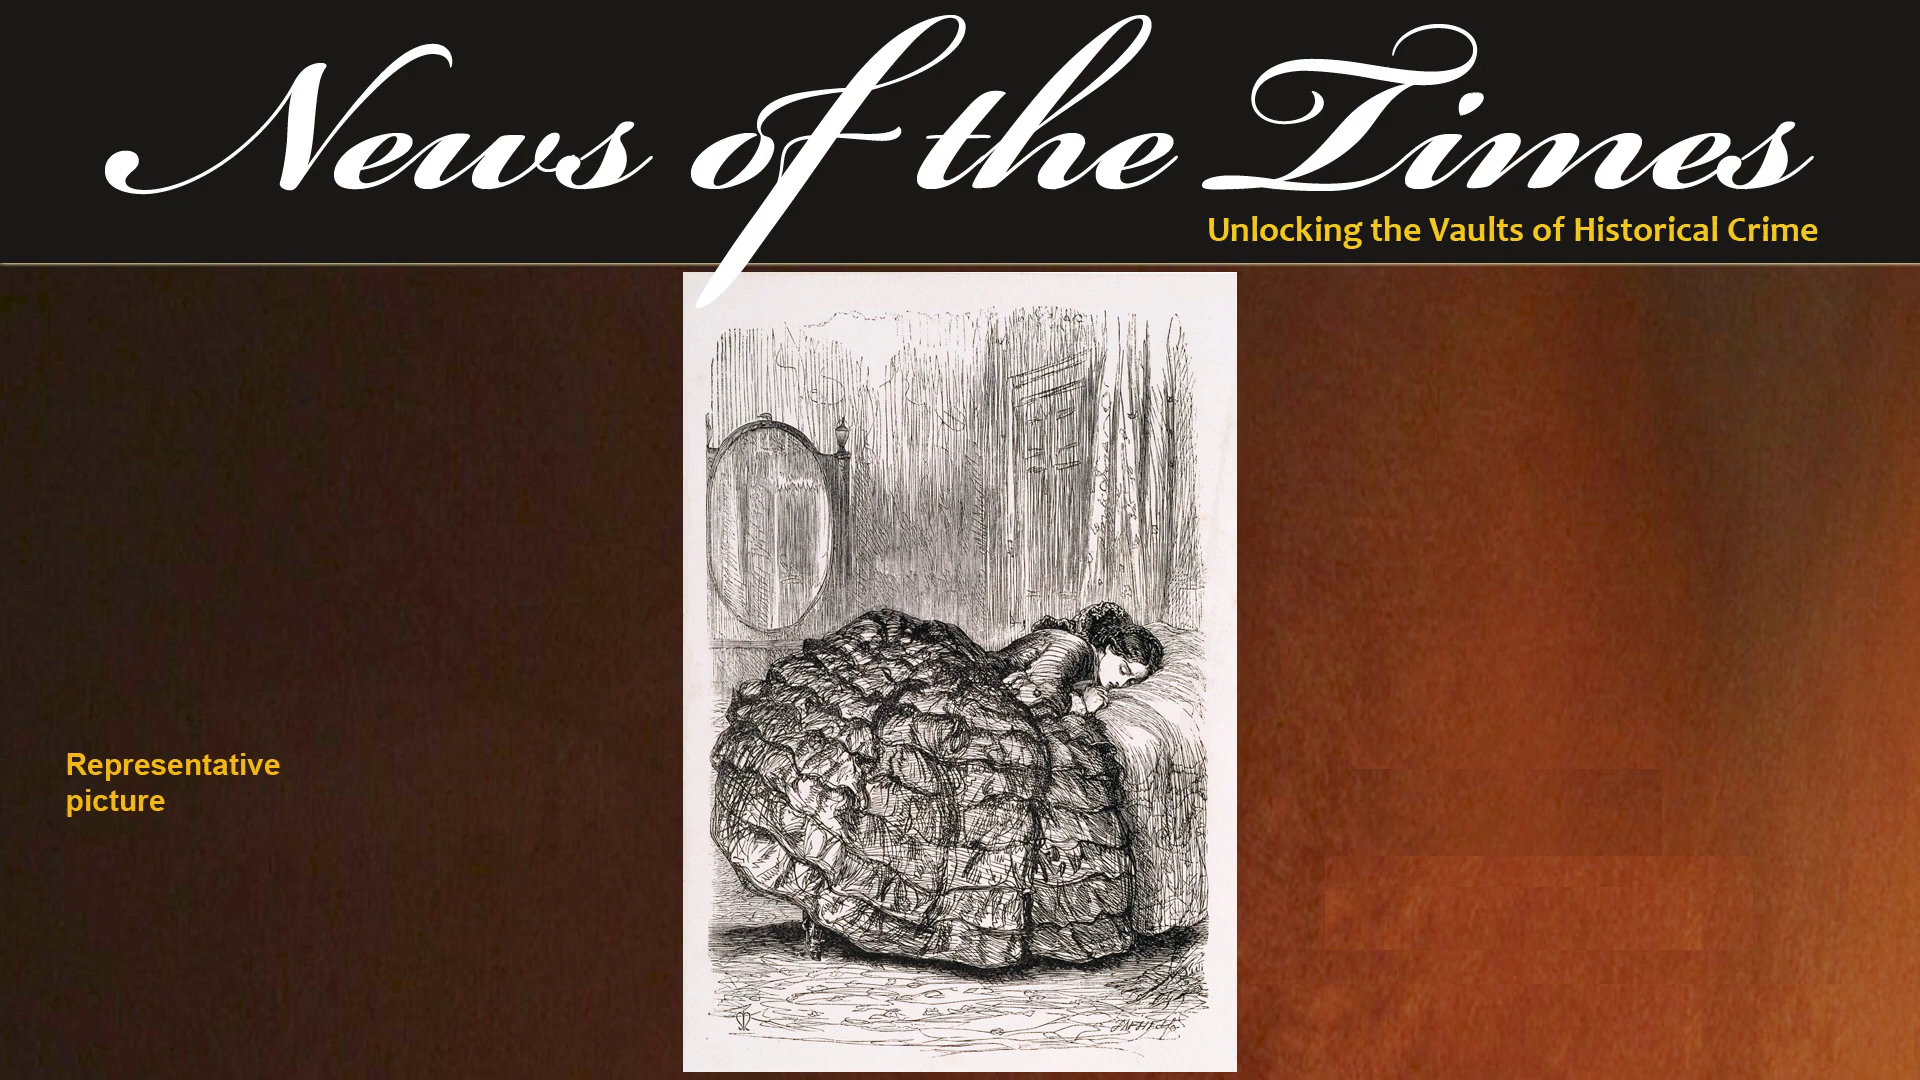 News of the Times
Unlocking the Vaults of Historical Crime
Representative
picture